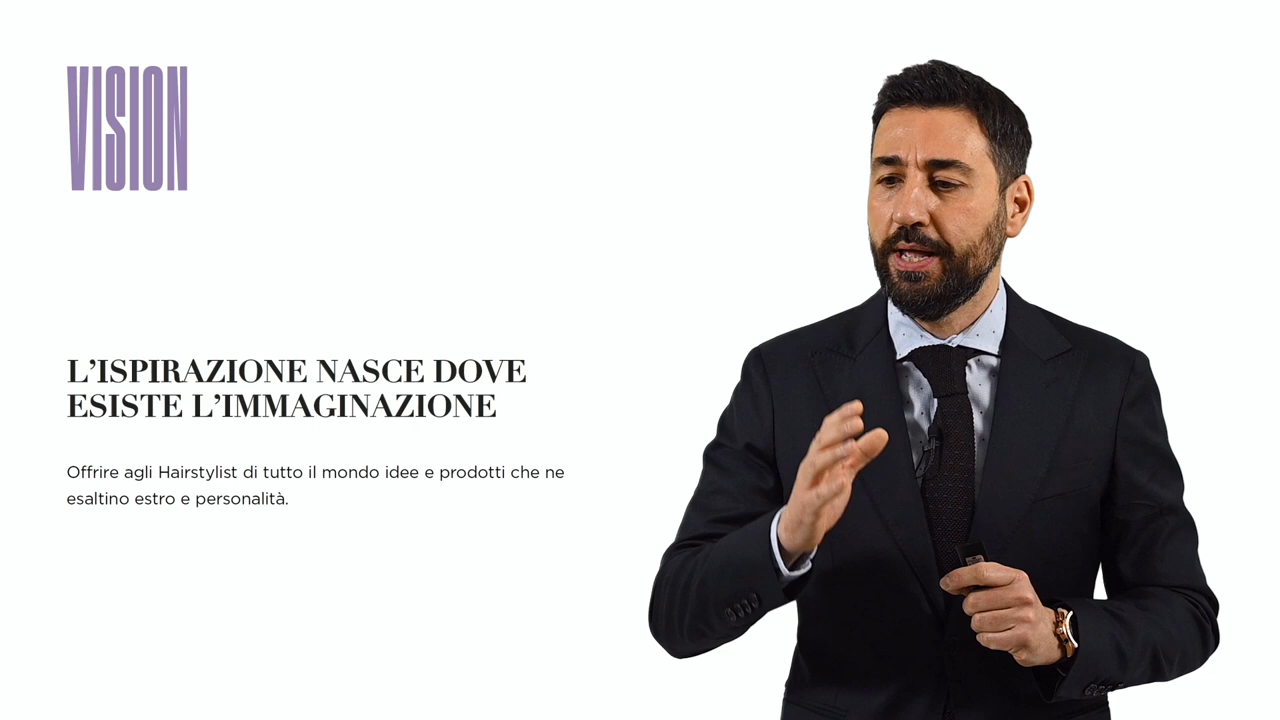 VISION
L’ISPIRAZIONE NASCE DOVE
ESISTE L’IMMAGINAZIONE
Offrire agli Hairstylist di tutto il mondo idee e prodotti che ne
esaltino estro e personalità.